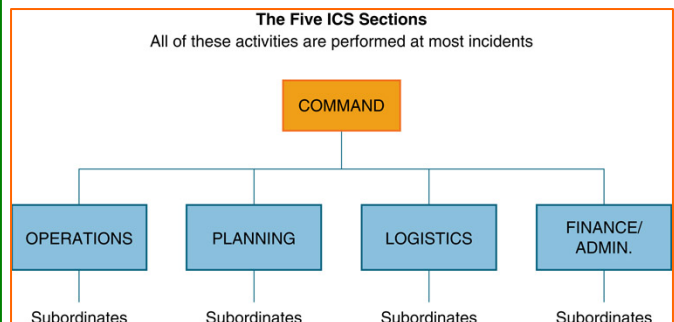 The Five ICS Sections
All of these activities are performed at most incidents
COMMAND
OPERATIONS
PLANNING
LOGISTICS
FINANCE/
ADMIN.
Subordinates
Subordinates
Subordinates
Subordinates